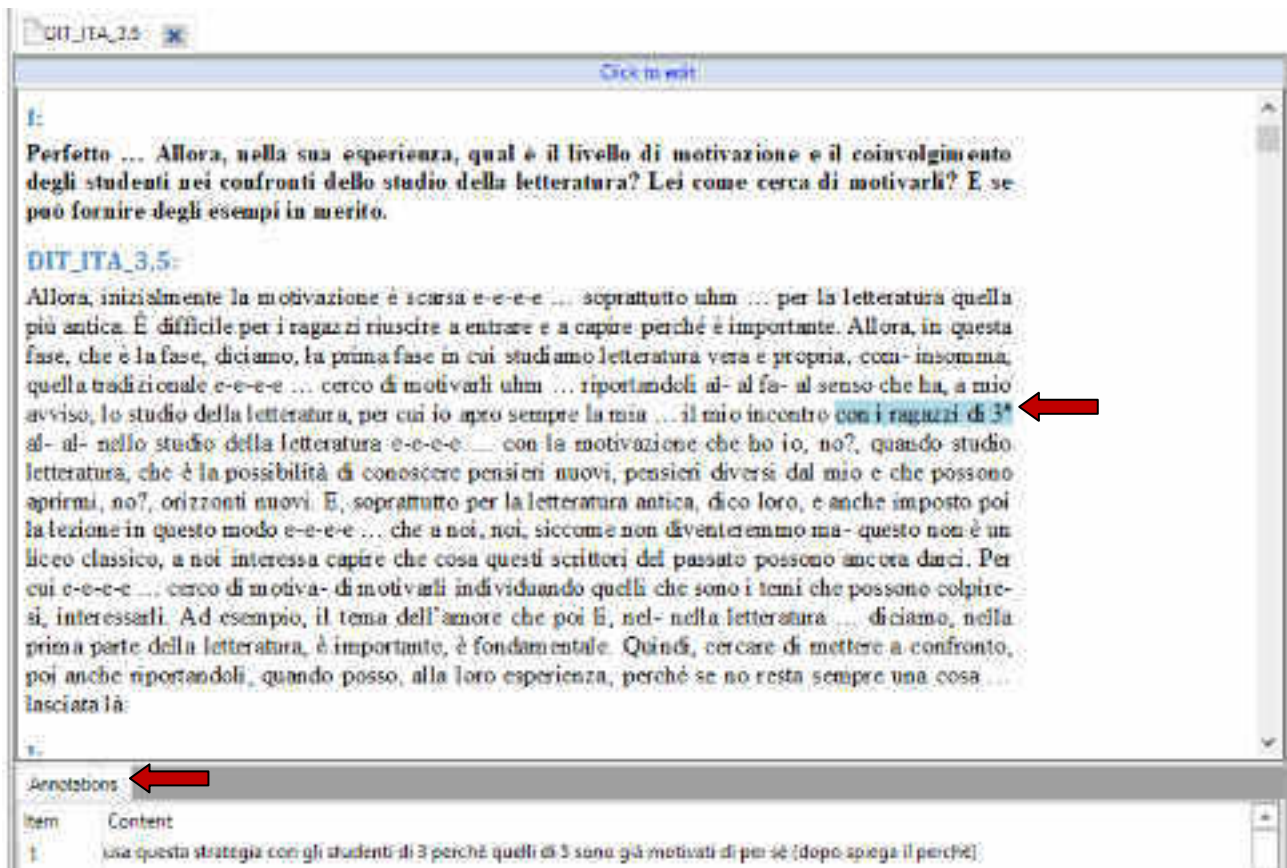 DIT_ITA_3.5
Click to edit
I:
Perfetto … Allora, nella sua esperienza, qual è il livello di motivazione e il coinvolgimento
degli studenti nei confronti dello studio della letteratura? Lei come cerca di motivarli? E se
può fornire degli esempi in merito.
DIT_ITA_3,5:
Allora, inizialmente la motivazione è scarsa e-e-e-e … soprattutto uhm … per la letteratura quella
più antica. È difficile per i ragazzi riuscire a entrare e a capire perché è importante. Allora, in questa
fase, che è la fase, diciamo, la prima fase in cui studiamo letteratura vera e propria, com- insomma,
quella tradizionale e-e-e-e … cerco di motivarli uhm … riportandoli al- al fa- al senso che ha, a mio
avviso, lo studio della letteratura, per cui io apro sempre la mia … il mio incontro con i ragazzi di 3ª
al- al- nello studio della letteratura e-e-e-e … con la motivazione che ho io, no?, quando studio
letteratura, che è la possibilità di conoscere pensieri nuovi, pensieri diversi dal mio e che possono
aprirmi, no?, orizzonti nuovi. E, soprattutto per la letteratura antica, dico loro, e anche imposto poi
la lezione in questo modo e-e-e-e … che a noi, noi, siccome non diventeremmo ma- questo non è un
liceo classico, a noi interessa capire che cosa questi scrittori del passato possono ancora darci. Per
cui e-e-e-e … cerco di motiva- di motivarli individuando quelli che sono i temi che possono colpire-
si, interessarli. Ad esempio, il tema dell'amore che poi lì, nel- nella letteratura … diciamo, nella
prima parte della letteratura, è importante, è fondamentale. Quindi, cercare di mettere a confronto,
poi anche riportandoli, quando posso, alla loro esperienza, perché se no resta sempre una cosa …
lasciata là.
Annotations
Item Content
1 usa questa strategia con gli studenti di 3 perché quelli di 5 sono già motivati di per sé (dopo spiega il perché)